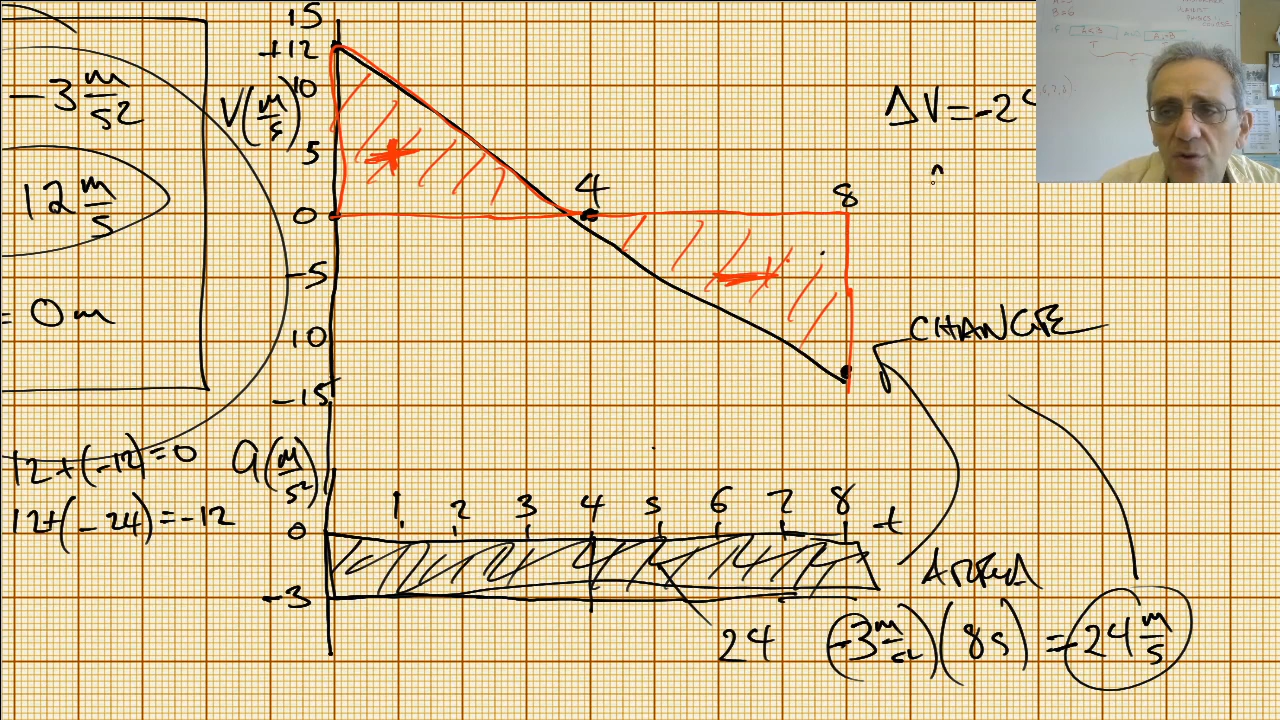 -3 m/s²
12 m/s
= 0m
12+(-12)=0
12+(-24)=-12
V(m/s)
15
+12
10
5
0
-5
10
-15
4
8
ΔV=-2
CHANGE
a(m/s²)
0
-3
1 2 3 4 5 6 7 8 t
AREA
24
(-3 m/s²)(8s) = -24 m/s